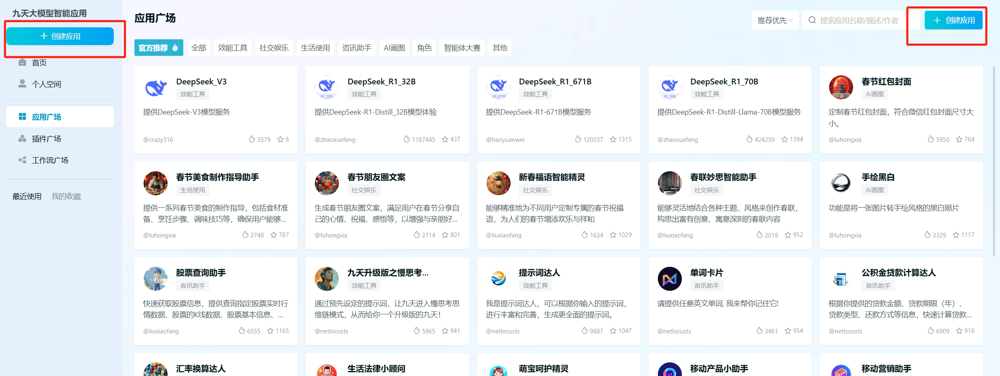 九天大模型智能应用
创建应用
首页
个人空间
应用广场
插件广场
工作流广场
最近使用 我的收藏
应用广场
推荐优先 搜索应用名称/描述/作者 创建应用
官方推荐 全部 效能工具 社交娱乐 生活使用 咨讯助手 AI画图 角色 智能体大赛 其他
DeepSeek_V3
效能工具
提供DeepSeek-V3模型服务
@crazy316 3579 6
DeepSeek_R1_32B
R1_32B
效能工具
提供DeepSeek-R1-Distill_32B模型体验
@zhaoxuefeng 1187445 437
DeepSeek_R1_671B
R1_671B
效能工具
提供DeepSeek-R1-671B模型服务
@haoyuanwei 120237 1315
DeepSeek_R1_70B
R1_70B
效能工具
提供DeepSeek-R1-Distill-Llama-70B模型服务
@zhaoxuefeng 424259 1394
春节红包封面
AI画图
定制春节红包封面，符合微信红包封面尺寸大
小。
@luhongxia 5950 764
春节美食制作指导助手
生活使用
提供一系列春节美食的制作指导，包括食材准
备、烹饪步骤、调味技巧等，确保用户能够...
@luhongxia 2748 787
春节朋友圈文案
社交娱乐
生成春节朋友圈文案，满足用户在春节分享自
己的心情、祝福、感悟等，以增强与亲朋好...
@luhongxia 2714 801
新春福语智能精灵
社交娱乐
能够精准地为不同用户定制专属的春节祝福
语，为人们的春节增添欢乐与祥和
@liuxiaofang 1634 1029
春联妙思智能助手
社交娱乐
能够灵活地结合各种主题、风格来创作春联，
构思出富有创意、寓意深刻的春联内容
@liuxiaofang 2019 952
手绘黑白
AI画图
功能是将一张图片转手绘风格的黑白照片
@luhongxia 3329 1117
股票查询助手
咨讯助手
快速获取股票信息，提供查询指定股票实时行
情数据、股票的K线数据、股票基本信息、...
@liuxiaofang 6555 1165
九天升级版之慢思考...
效能工具
通过预先设定的提示词，让九天进入慢思考思
维链模式，从而给你一个升级版的九天！
@netlocusts 5965 941
提示词达人
效能工具
我是提示词达人，可以根据你输入的提示词，
进行丰富和完善，生成更全面的提示词。
@netlocusts 9887 1047
单词卡片
咨讯助手
请提供任意英文单词, 我来帮你记住它!
@netlocusts 3461 954
公积金贷款计算达人
咨讯助手
根据你提供的贷款金额、贷款期限（年）、
贷款类型、还款方式等信息，快速计算贷款...
@netlocusts 6909 916
汇率换算达人
生活法律小顾问
萌宝呵护精灵
移动产品小助手
移动营销助手